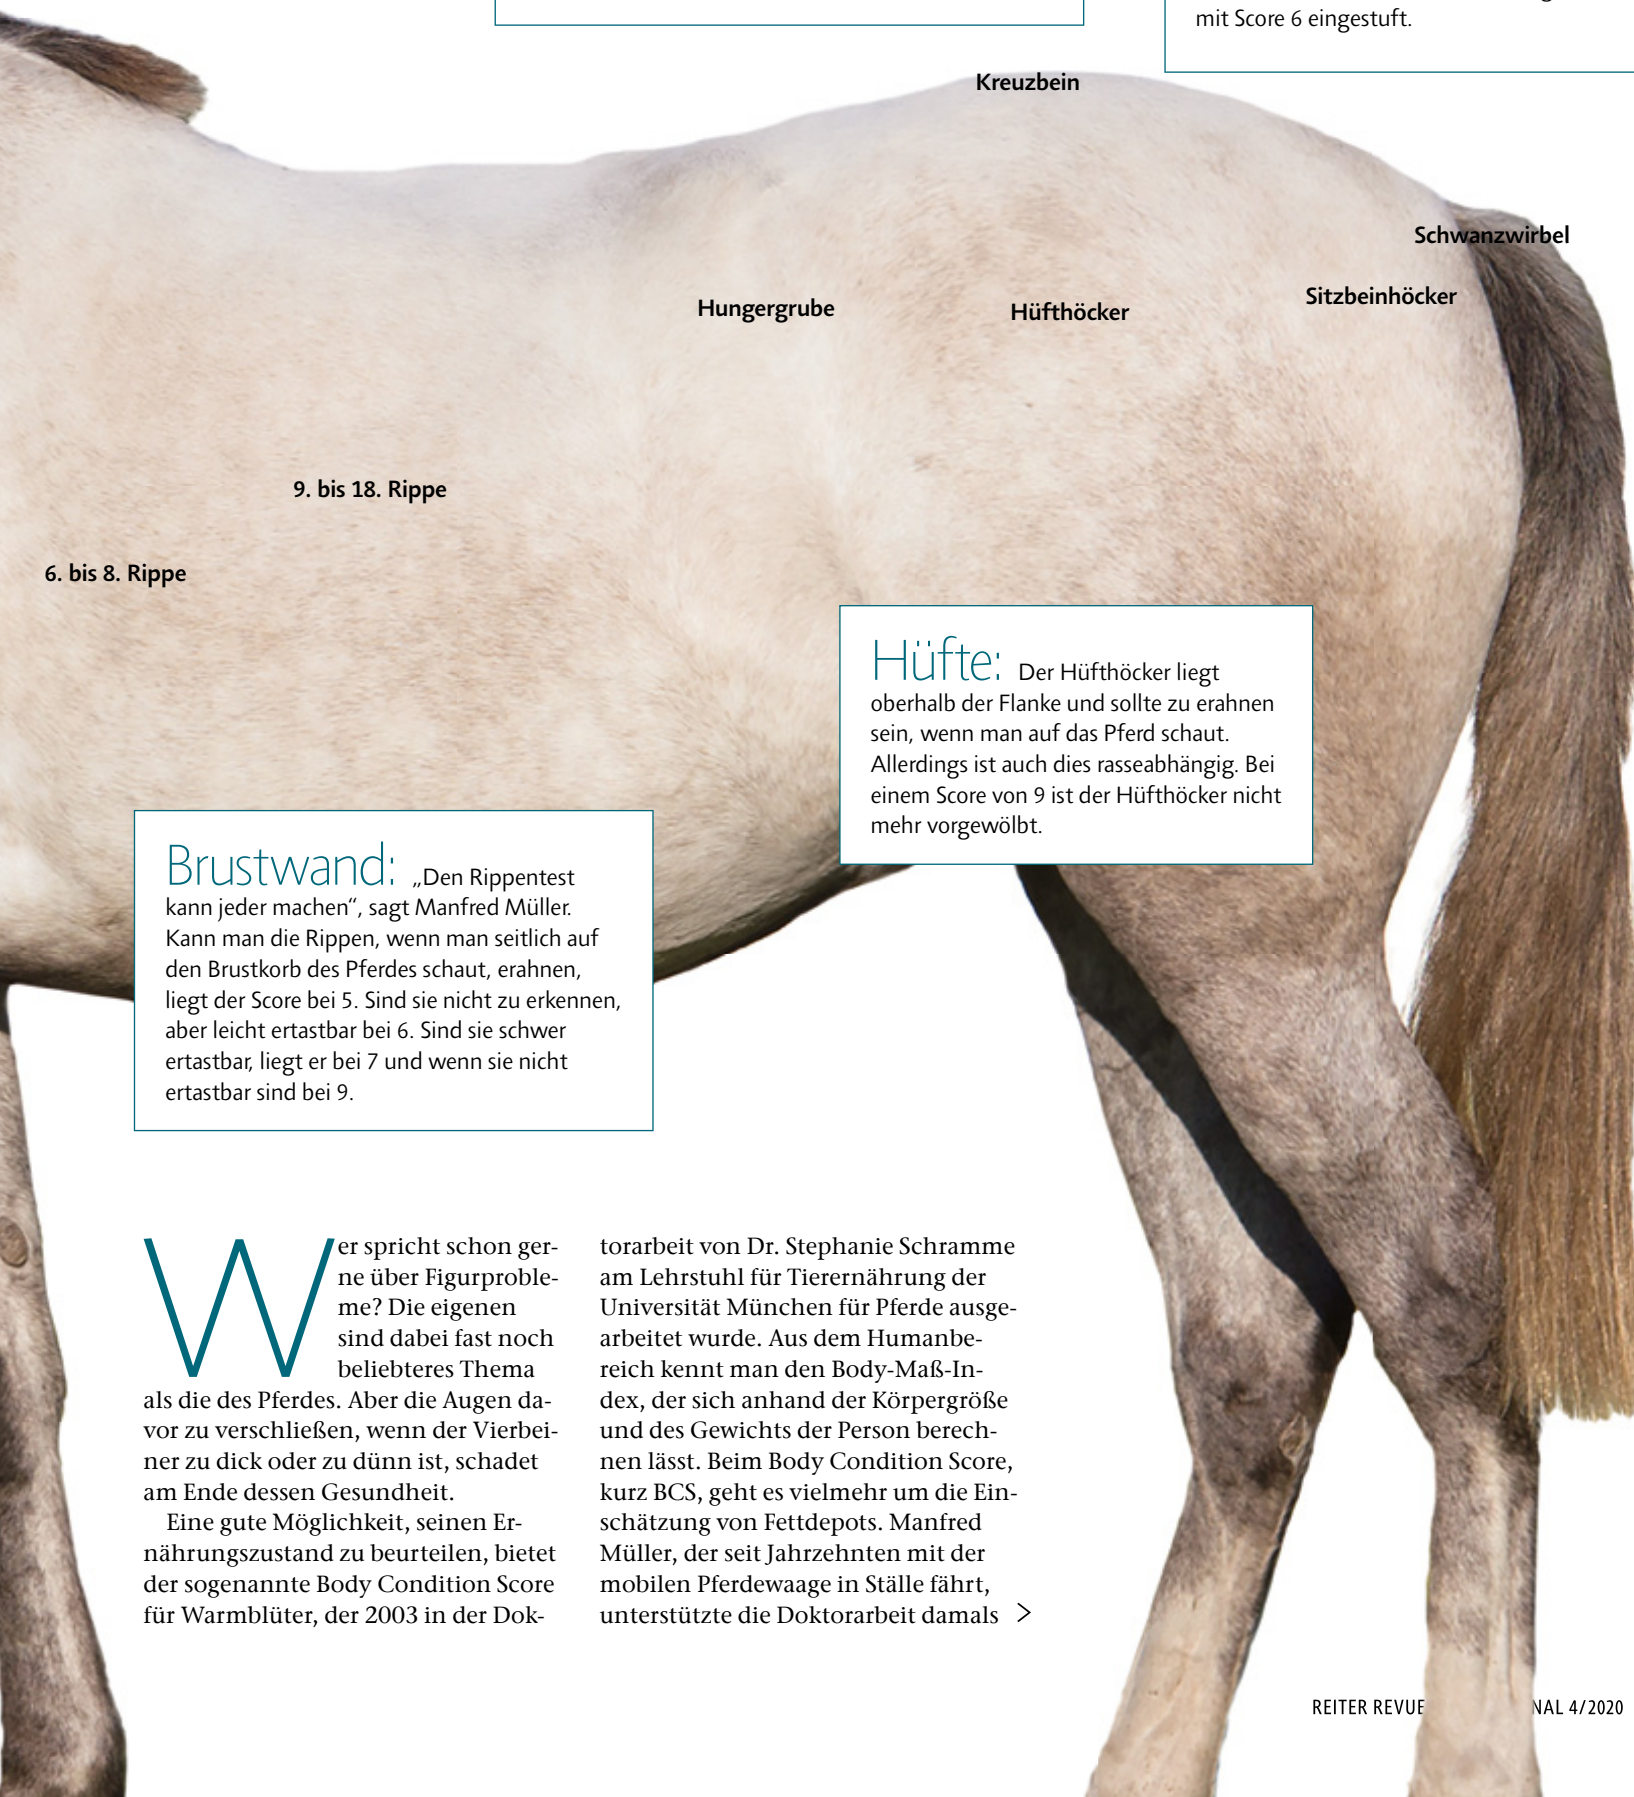 mit Score 6 eingestuft.
Kreuzbein
Schwanzwirbel
Sitzbeinhöcker
Hungergrube
Hüfthöcker
9. bis 18. Rippe
6. bis 8. Rippe
Hüfte: Der Hüfthöcker liegt
oberhalb der Flanke und sollte zu erahnen
sein, wenn man auf das Pferd schaut.
Allerdings ist auch dies rasseabhängig. Bei
einem Score von 9 ist der Hüfthöcker nicht
mehr vorgewölbt.
Brustwand: „Den Rippentest
kann jeder machen“, sagt Manfred Müller.
Kann man die Rippen, wenn man seitlich auf
den Brustkorb des Pferdes schaut, erahnen,
liegt der Score bei 5. Sind sie nicht zu erkennen,
aber leicht ertastbar bei 6. Sind sie schwer
ertastbar, liegt er bei 7 und wenn sie nicht
ertastbar sind bei 9.
Wer spricht schon ger-
ne über Figurproble-
me? Die eigenen
sind dabei fast noch
beliebteres Thema
als die des Pferdes. Aber die Augen da-
vor zu verschließen, wenn der Vierbei-
ner zu dick oder zu dünn ist, schadet
am Ende dessen Gesundheit.
Eine gute Möglichkeit, seinen Er-
nährungszustand zu beurteilen, bietet
der sogenannte Body Condition Score
für Warmblüter, der 2003 in der Dok-
torarbeit von Dr. Stephanie Schramme
am Lehrstuhl für Tierernährung der
Universität München für Pferde ausge-
arbeitet wurde. Aus dem Humanbe-
reich kennt man den Body-Maß-In-
dex, der sich anhand der Körpergröße
und des Gewichts der Person berech-
nen lässt. Beim Body Condition Score,
kurz BCS, geht es vielmehr um die Ein-
schätzung von Fettdepots. Manfred
Müller, der seit Jahrzehnten mit der
mobilen Pferdewaage in Ställe fährt,
unterstützte die Doktorarbeit damals >
REITER REVUE NAL 4/2020